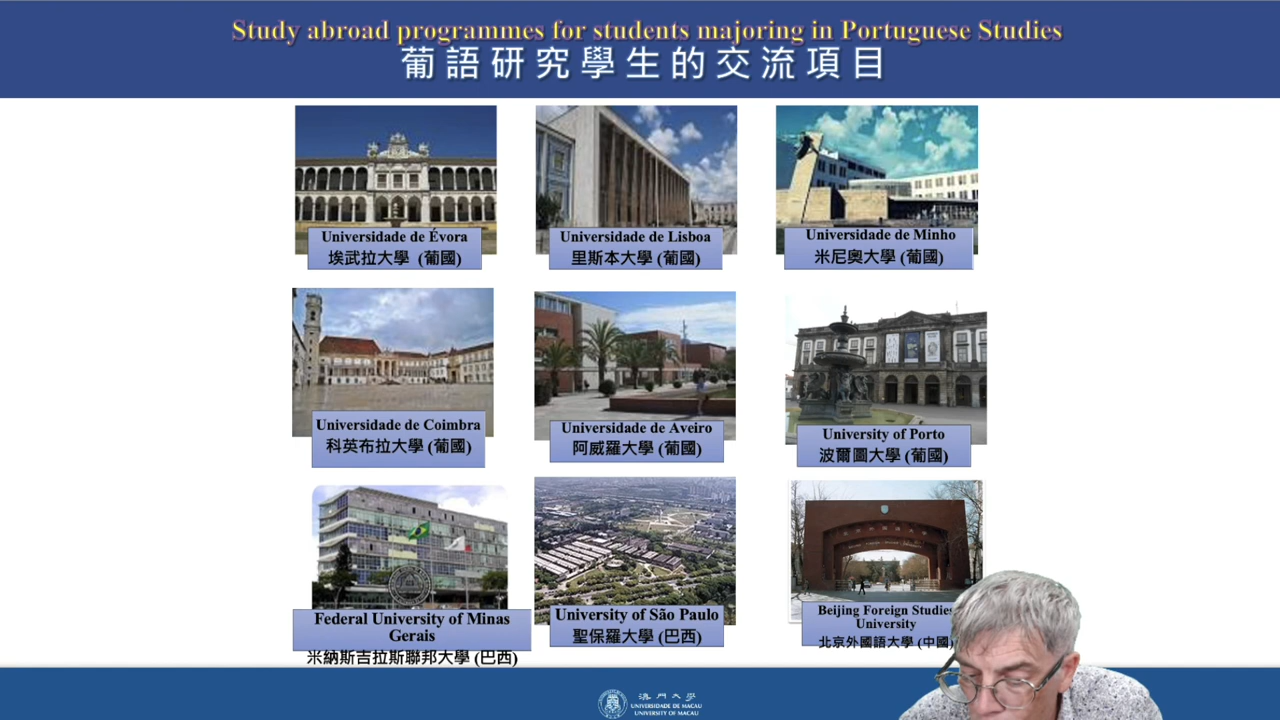 Study abroad programmes for students majoring in Portuguese Studies
葡語研究學生的交流項目
Universidade de Évora
埃武拉大學 (葡國)
Universidade de Lisboa
里斯本大學 (葡國)
Universidade de Minho
米尼奧大學 (葡國)
Universidade de Coimbra
科英布拉大學 (葡國)
Universidade de Aveiro
阿威羅大學 (葡國)
University of Porto
波爾圖大學 (葡國)
Federal University of Minas
Gerais
米納斯吉拉斯聯邦大學 (巴西)
University of São Paulo
聖保羅大學 (巴西)
Beijing Foreign Studies
University
北京外國語大學 (中國)
澳門大學
UNIVERSIDADE DE MACAU
UNIVERSITY OF MACAU